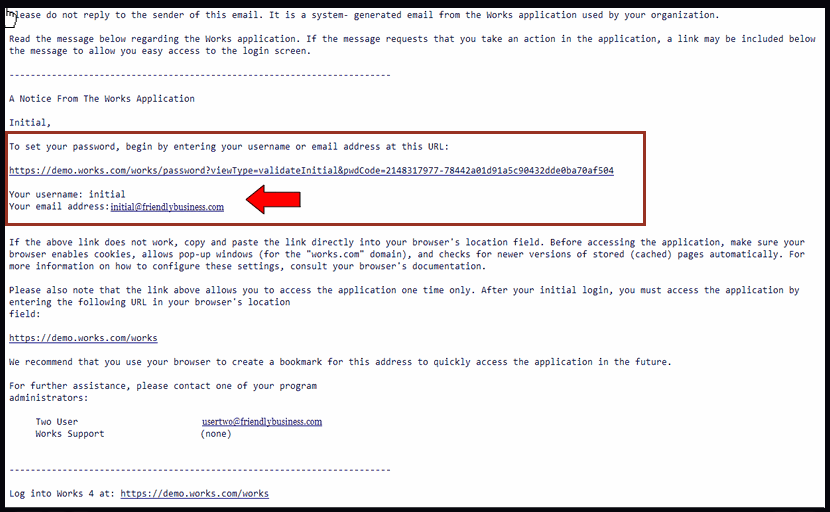 Please do not reply to the sender of this email. It is a system- generated email from the Works application used by your organization.
Read the message below regarding the Works application. If the message requests that you take an action in the application, a link may be included below
the message to allow you easy access to the login screen.
------------------------------------------------------------------------
A Notice From The Works Application
Initial,
To set your password, begin by entering your username or email address at this URL:
https://demo.works.com/works/password?viewType=validateInitial&pwdCode=2148317977-78442a01d91a5c90432dde0ba70af504
Your username: initial
Your email address:initial@friendlybusiness.com
If the above link does not work, copy and paste the link directly into your browser's location field. Before accessing the application, make sure your
browser enables cookies, allows pop-up windows (for the "works.com" domain), and checks for newer versions of stored (cached) pages automatically. For
more information on how to configure these settings, consult your browser's documentation.
Please also note that the link above allows you to access the application one time only. After your initial login, you must access the application by
entering the following URL in your browser's location
field:
https://demo.works.com/works
We recommend that you use your browser to create a bookmark for this address to quickly access the application in the future.
For further assistance, please contact one of your program
administrators:
Two User usertwo@friendlybusiness.com
Works Support (none)
------------------------------------------------------------------------
Log into Works 4 at: https://demo.works.com/works